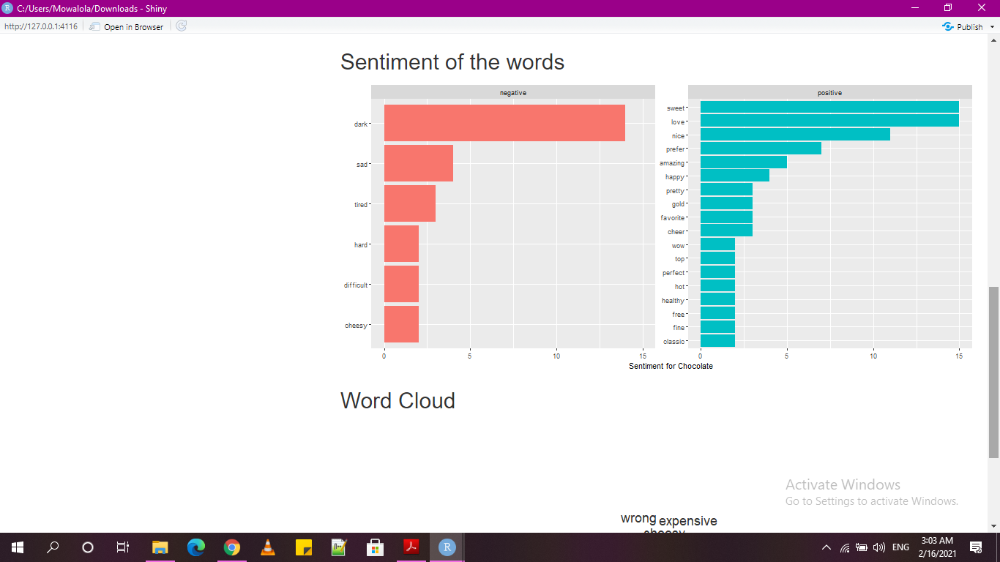 C:/Users/Mowalola/Downloads - Shiny
http://127.0.0.1:4116
Open in Browser
Publish
Sentiment of the words
negative
dark
sad
tired
hard
difficult
cheesy
0 5 10 15
positive
sweet
love
nice
prefer
amazing
happy
pretty
gold
favorite
cheer
wow
top
perfect
hot
healthy
free
fine
classic
0 5 10 15
Sentiment for Chocolate
Word Cloud
wrong expensive
Activate Windows
Go to Settings to activate Windows.
ENG
3:03 AM
2/16/2021